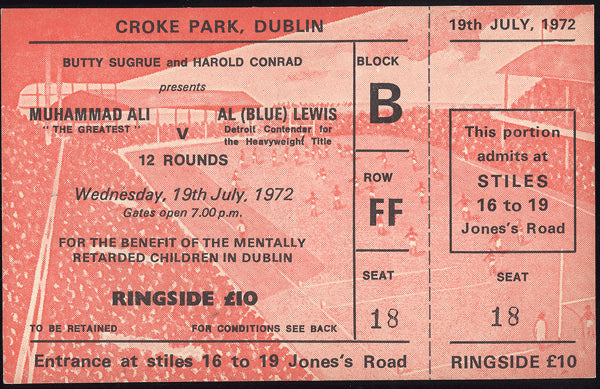 CROKE PARK, DUBLIN
BUTTY SUGRUE and HAROLD CONRAD
presents
MUHAMMAD ALI
"THE GREATEST"
V
AL (BLUE) LEWIS
Detroit Contender for
the Heavyweight Title
12 ROUNDS
Wednesday, 19th July, 1972
Gates open 7.00 p.m.
FOR THE BENEFIT OF THE MENTALLY
RETARDED CHILDREN IN DUBLIN
RINGSIDE £10
TO BE RETAINED FOR CONDITIONS SEE BACK
Entrance at stiles 16 to 19 Jones's Road
BLOCK
B
ROW
FF
SEAT
18
19th JULY, 1972
This portion
admits at
STILES
16 to 19
Jones's Road
SEAT
18
RINGSIDE £10